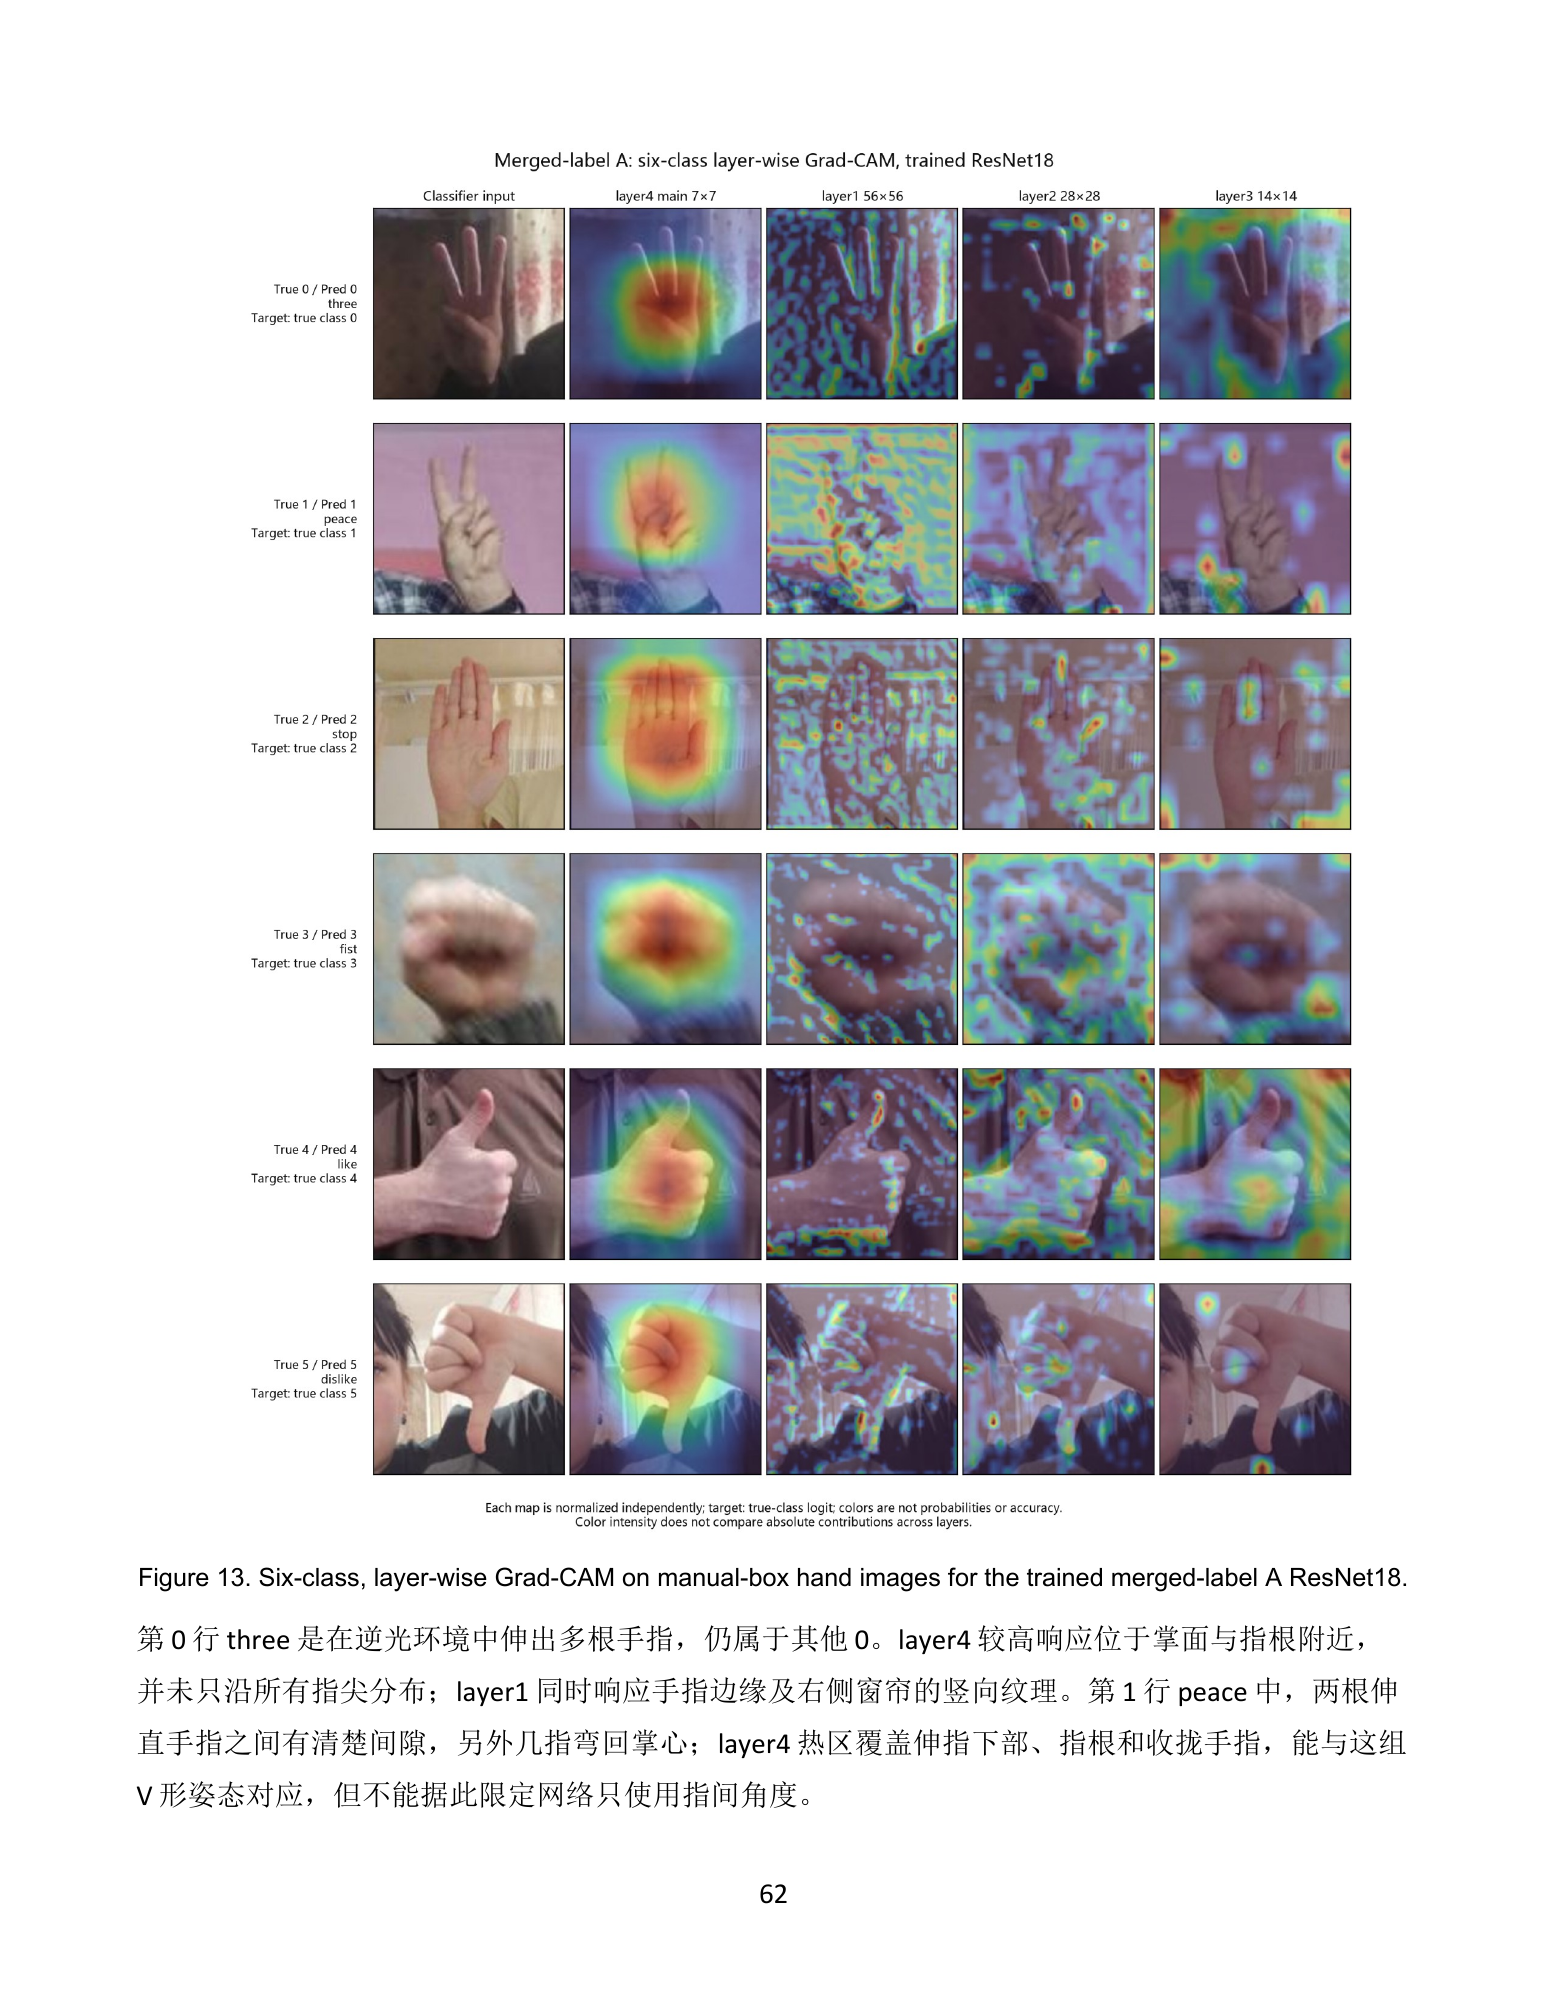 Merged-label A: six-class layer-wise Grad-CAM, trained ResNet18
Classifier input
layer4 main 7×7
layer1 56×56
layer2 28×28
layer3 14×14
True 0 / Pred 0
three
Target: true class 0
True 1 / Pred 1
peace
Target: true class 1
True 2 / Pred 2
stop
Target: true class 2
True 3 / Pred 3
fist
Target: true class 3
True 4 / Pred 4
like
Target: true class 4
True 5 / Pred 5
dislike
Target: true class 5
Each map is normalized independently; target: true-class logit; colors are not probabilities or accuracy.
Color intensity does not compare absolute contributions across layers.
Figure 13. Six-class, layer-wise Grad-CAM on manual-box hand images for the trained merged-label A ResNet18.
第 0 行 three 是在逆光环境中伸出多根手指，仍属于其他 0。layer4 较高响应位于掌面与指根附近，
并未只沿所有指尖分布；layer1 同时响应手指边缘及右侧窗帘的竖向纹理。第 1 行 peace 中，两根伸
直手指之间有清楚间隙，另外几指弯回掌心；layer4 热区覆盖伸指下部、指根和收拢手指，能与这组
V 形姿态对应，但不能据此限定网络只使用指间角度。
62